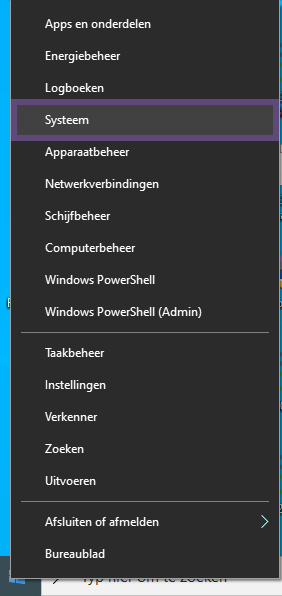 Apps en onderdelen
Energiebeheer
Logboeken
Systeem
Apparaatbeheer
Netwerkverbindingen
Schijfbeheer
Computerbeheer
Windows PowerShell
Windows PowerShell (Admin)
Taakbeheer
Instellingen
Verkenner
Zoeken
Uitvoeren
Afsluiten of afmelden
Bureaublad
Typ hier om te zoeken